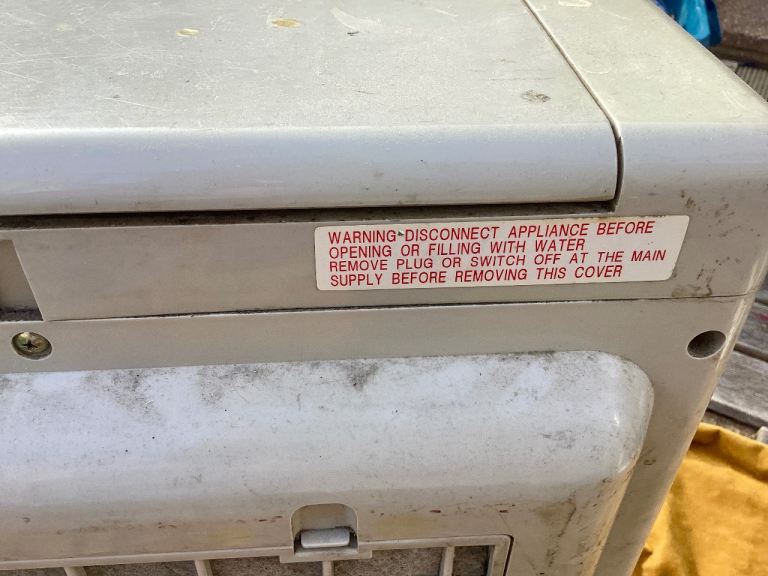 WARNING-DISCONNECT APPLIANCE BEFORE
OPENING OR FILLING WITH WATER
REMOVE PLUG OR SWITCH OFF AT THE MAIN
SUPPLY BEFORE REMOVING THIS COVER